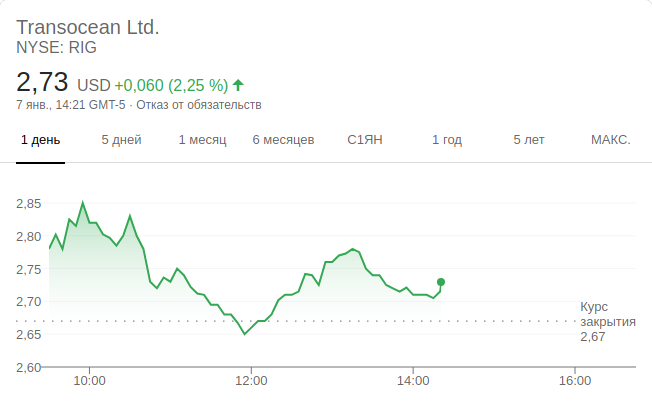 Transocean Ltd.
NYSE: RIG
2,73 USD +0,060 (2,25 %)
7 янв., 14:21 GMT-5 · Отказ от обязательств
1 день 5 дней 1 месяц 6 месяцев С1ЯН 1 год 5 лет МАКС.
2,85
2,80
2,75
2,70
2,65
2,60
Курс
закрытия
2,67
10:00 12:00 14:00 16:00